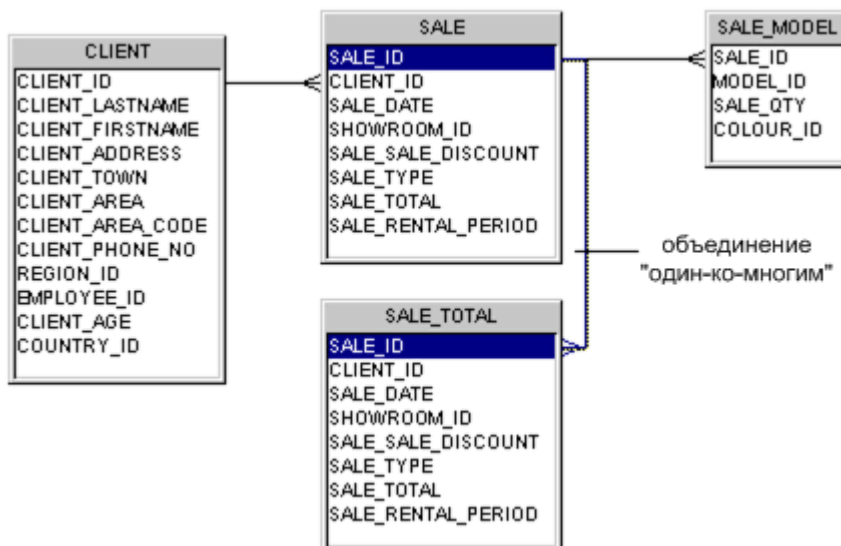 CLIENT
CLIENT_ID
CLIENT_LASTNAME
CLIENT_FIRSTNAME
CLIENT_ADDRESS
CLIENT_TOWN
CLIENT_AREA
CLIENT_AREA_CODE
CLIENT_PHONE_NO
REGION_ID
EMPLOYEE_ID
CLIENT_AGE
COUNTRY_ID
SALE
SALE_ID
CLIENT_ID
SALE_DATE
SHOWROOM_ID
SALE_SALE_DISCOUNT
SALE_TYPE
SALE_TOTAL
SALE_RENTAL_PERIOD
SALE_MODEL
SALE_ID
MODEL_ID
SALE_QTY
COLOUR_ID
объединение
"один-ко-многим"
SALE_TOTAL
SALE_ID
CLIENT_ID
SALE_DATE
SHOWROOM_ID
SALE_SALE_DISCOUNT
SALE_TYPE
SALE_TOTAL
SALE_RENTAL_PERIOD